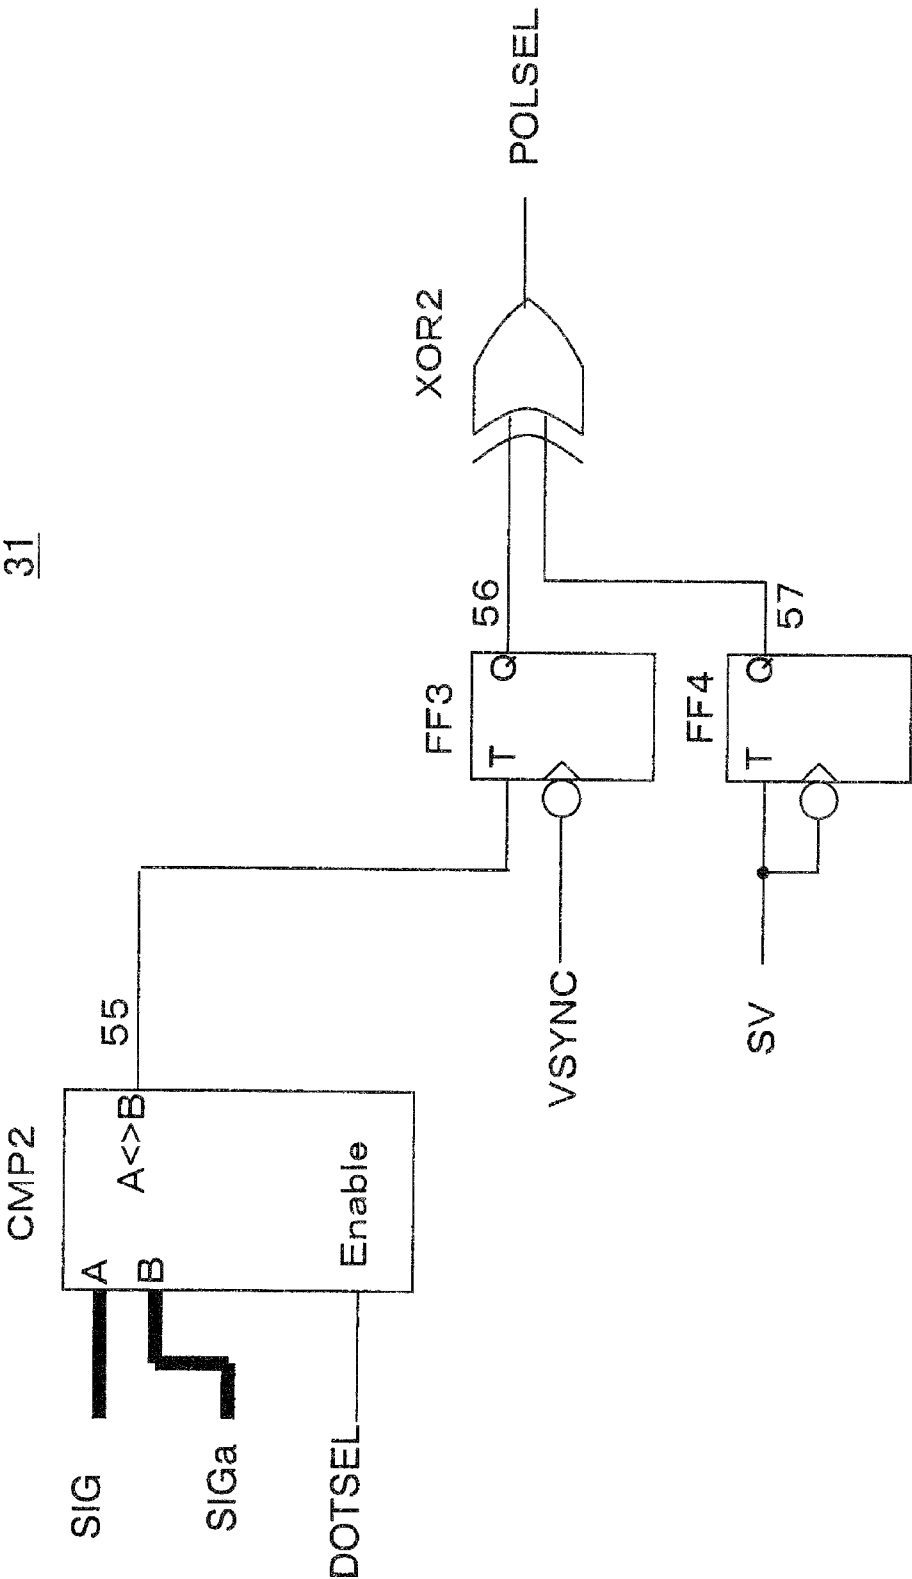 31
CMP2
SIG
A
A<>B
55
SIGa
B
DOTSEL
Enable
FF3
T
Q
56
VSYNC
XOR2
POLSEL
FF4
T
Q
57
SV